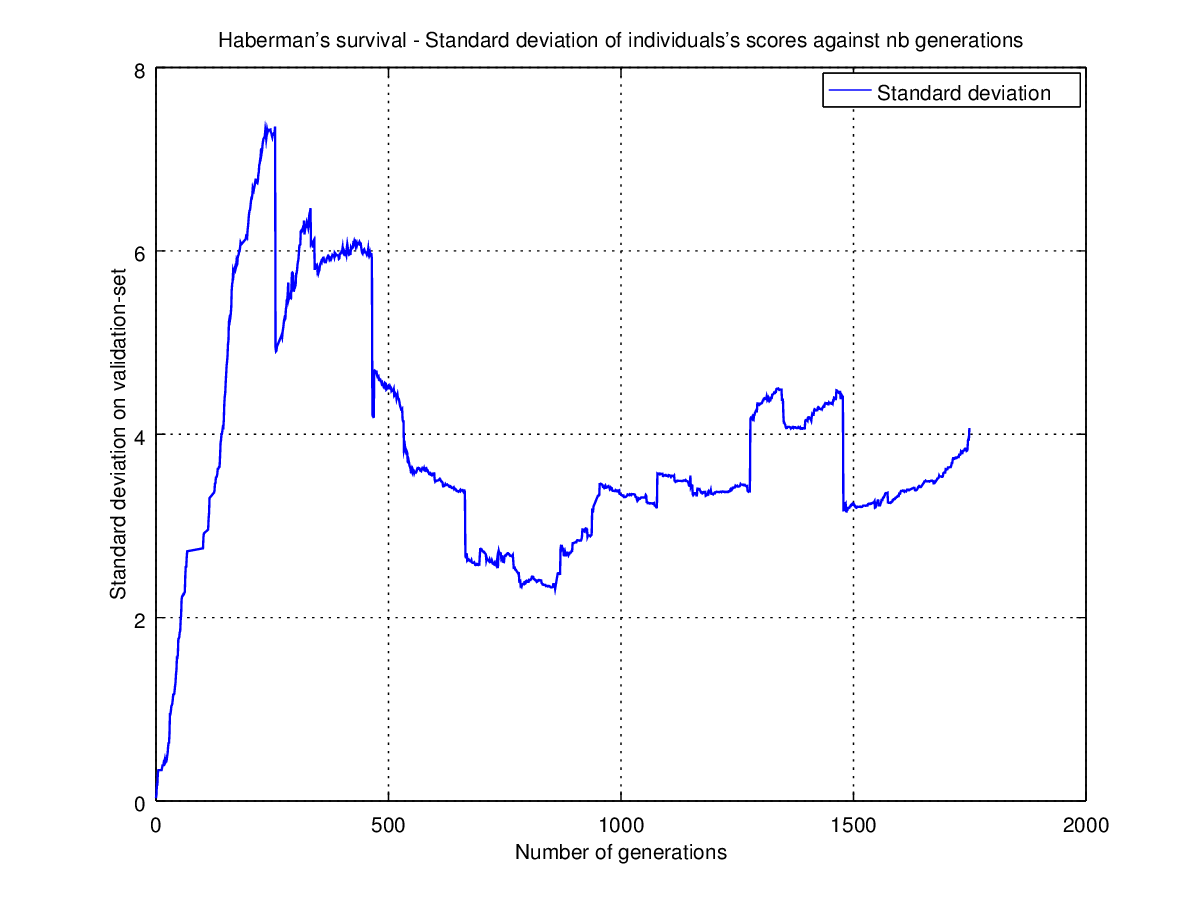 Haberman's survival - Standard deviation of individuals's scores against nb generations
Standard deviation
8
6
4
2
0
Standard deviation on validation-set
0 500 1000 1500 2000
Number of generations